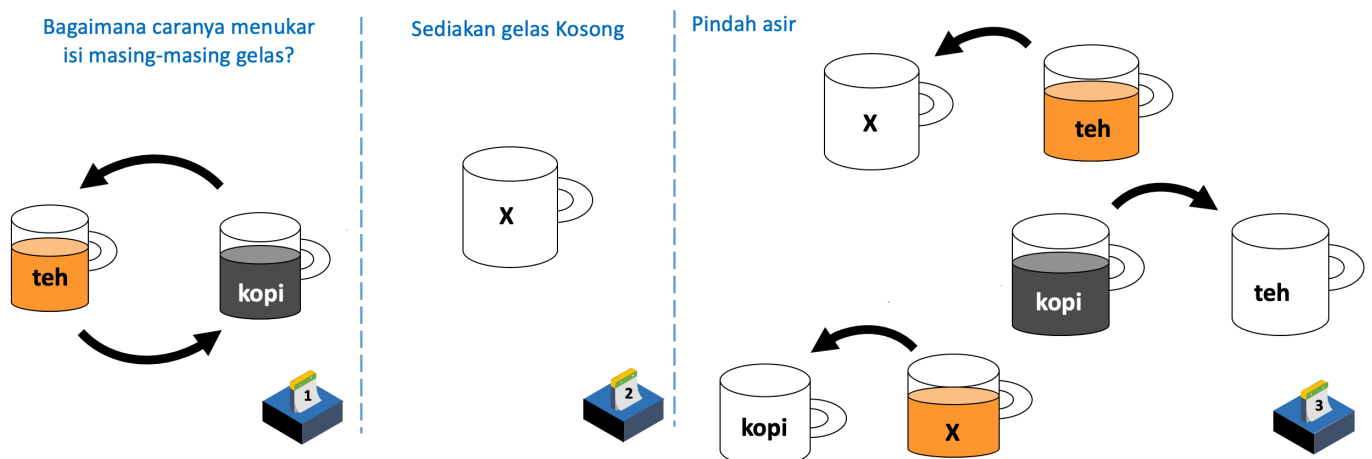 Bagaimana caranya menukar
isi masing-masing gelas?
teh
kopi
1
Sediakan gelas Kosong
X
2
Pindah asir
X
teh
kopi
teh
kopi
X
3